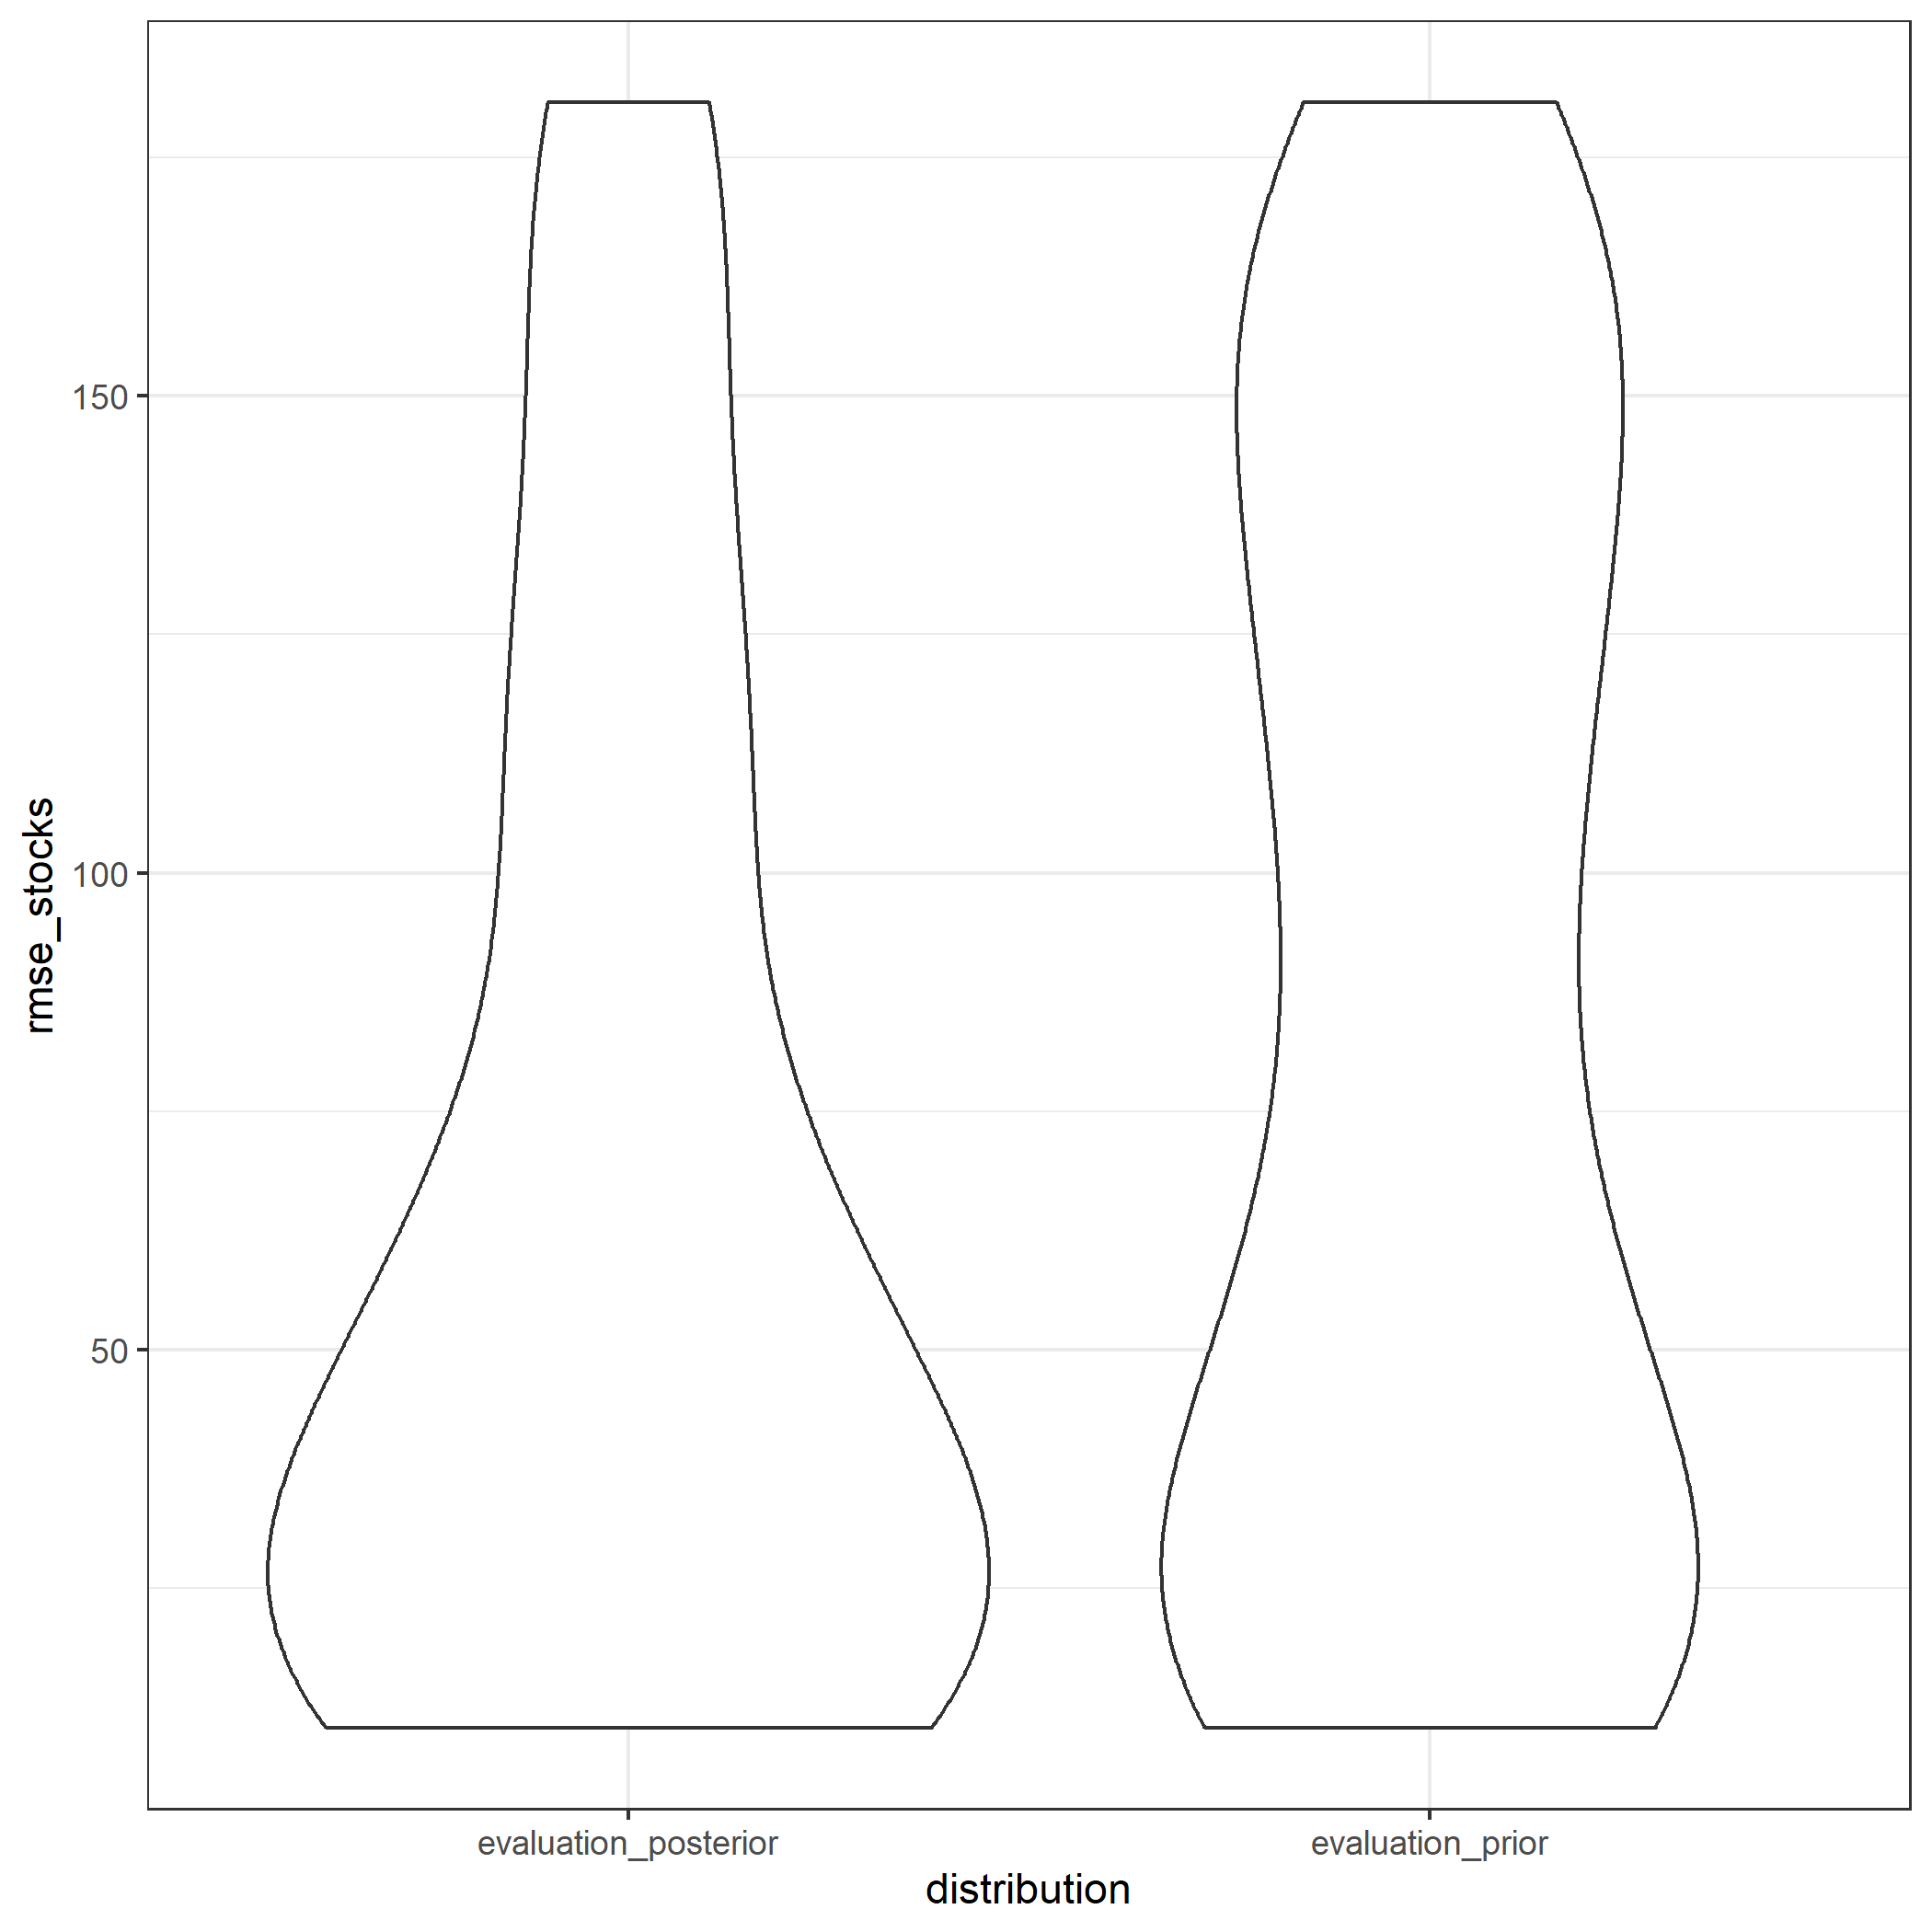 rmse_stocks
150
100
50
evaluation_posterior
evaluation_prior
distribution